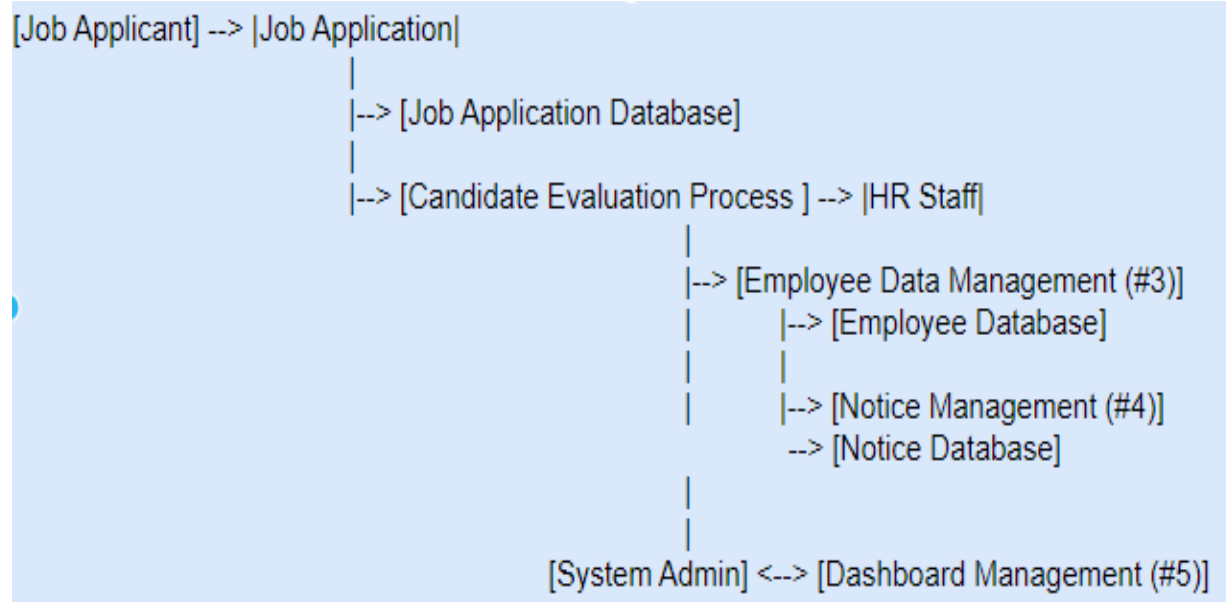 [Job Applicant] --> |Job Application|
|
|--> [Job Application Database]
|
|--> [Candidate Evaluation Process ] --> |HR Staff|
|
|--> [Employee Data Management (#3)]
| |--> [Employee Database]
| |
| |--> [Notice Management (#4)]
--> [Notice Database]
|
|
[System Admin] <--> [Dashboard Management (#5)]